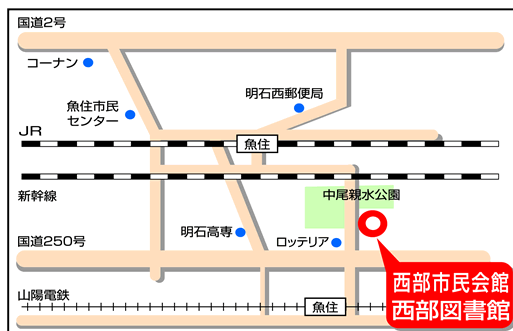 国道2号
コーナン
明石西郵便局
魚住市民
センター
JR
魚住
新幹線
中尾親水公園
明石高専
ロッテリア
国道250号
西部市民会館
西部図書館
山陽電鉄
魚住